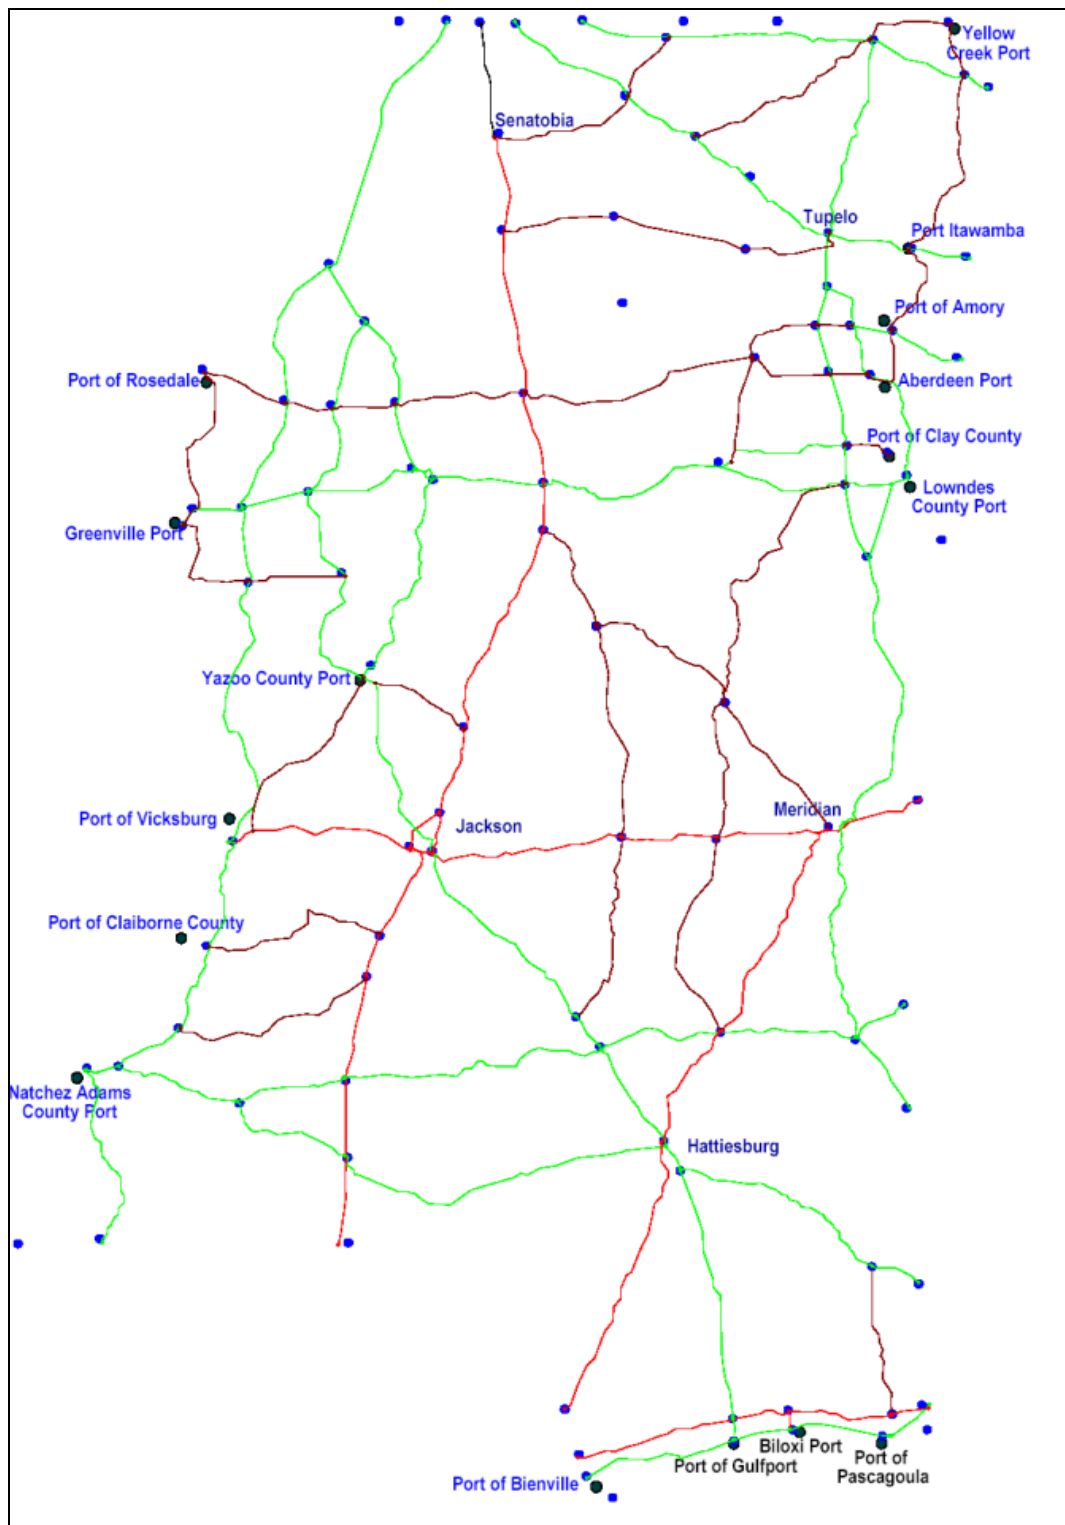 Yellow
Creek Port
Senatobia
Tupelo
Port Itawamba
Port of Amory
Port of Rosedale
Aberdeen Port
Port of Clay County
Lowndes
County Port
Greenville Port
Yazoo County Port
Port of Vicksburg
Jackson
Meridian
Port of Claiborne County
Natchez Adams
County Port
Hattiesburg
Biloxi Port
Port of Gulfport
Port of
Pascagoula
Port of Bienville